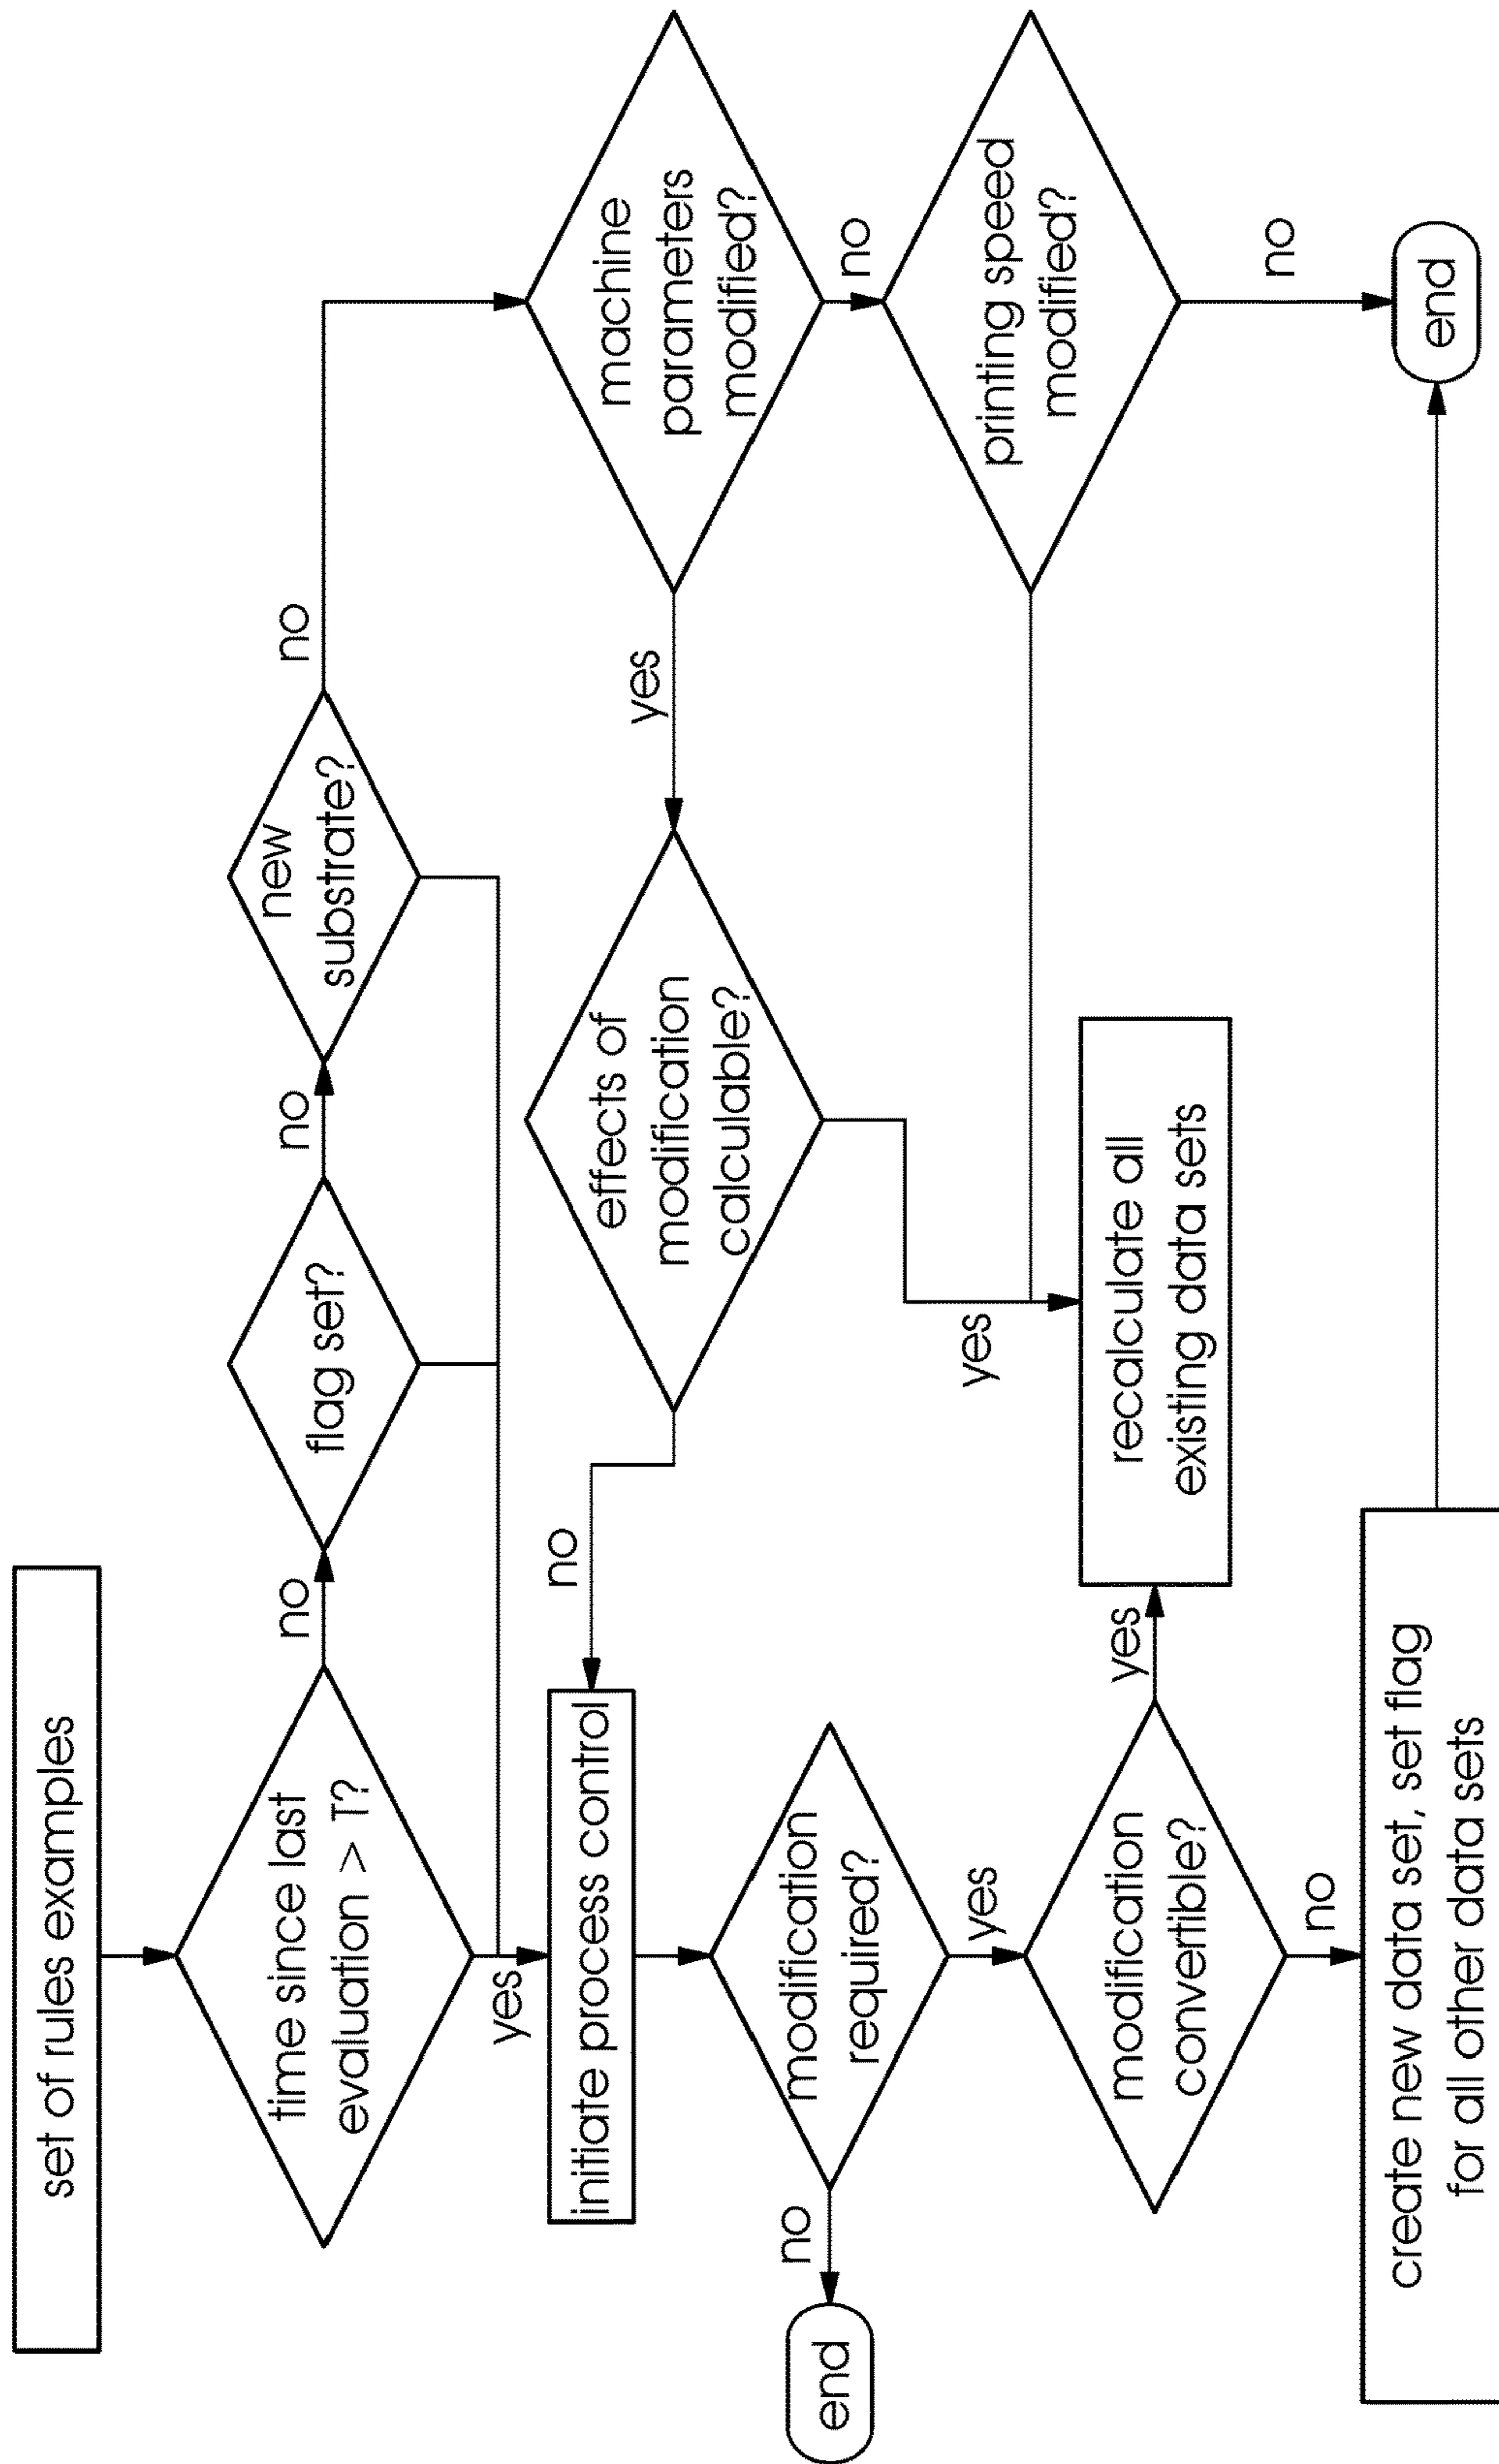 set of rules examples
time since last
evaluation > T?
no
flag set?
no
new
substrate?
no
yes
initiate process control
no
effects of
modification
calculable?
yes
machine
parameters
modified?
no
modification
required?
no
end
yes
modification
convertible?
yes
recalculate all
existing data sets
yes
printing speed
modified?
no
no
create new data set, set flag
for all other data sets
end